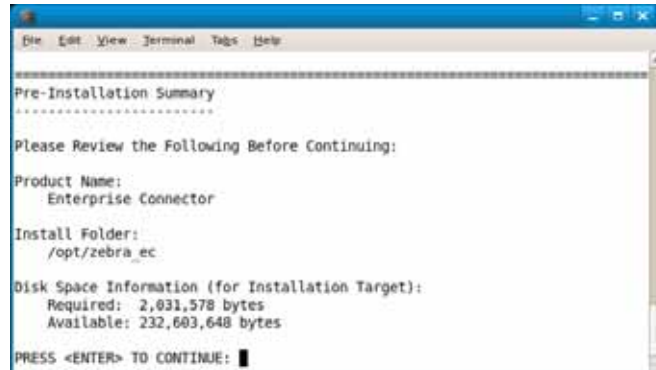 File Edit View Terminal Tabs Help
===============================================================================
Pre-Installation Summary
------------------------
Please Review the Following Before Continuing:
Product Name:
Enterprise Connector
Install Folder:
/opt/zebra_ec
Disk Space Information (for Installation Target):
Required: 2,031,578 bytes
Available: 232,603,648 bytes
PRESS <ENTER> TO CONTINUE: